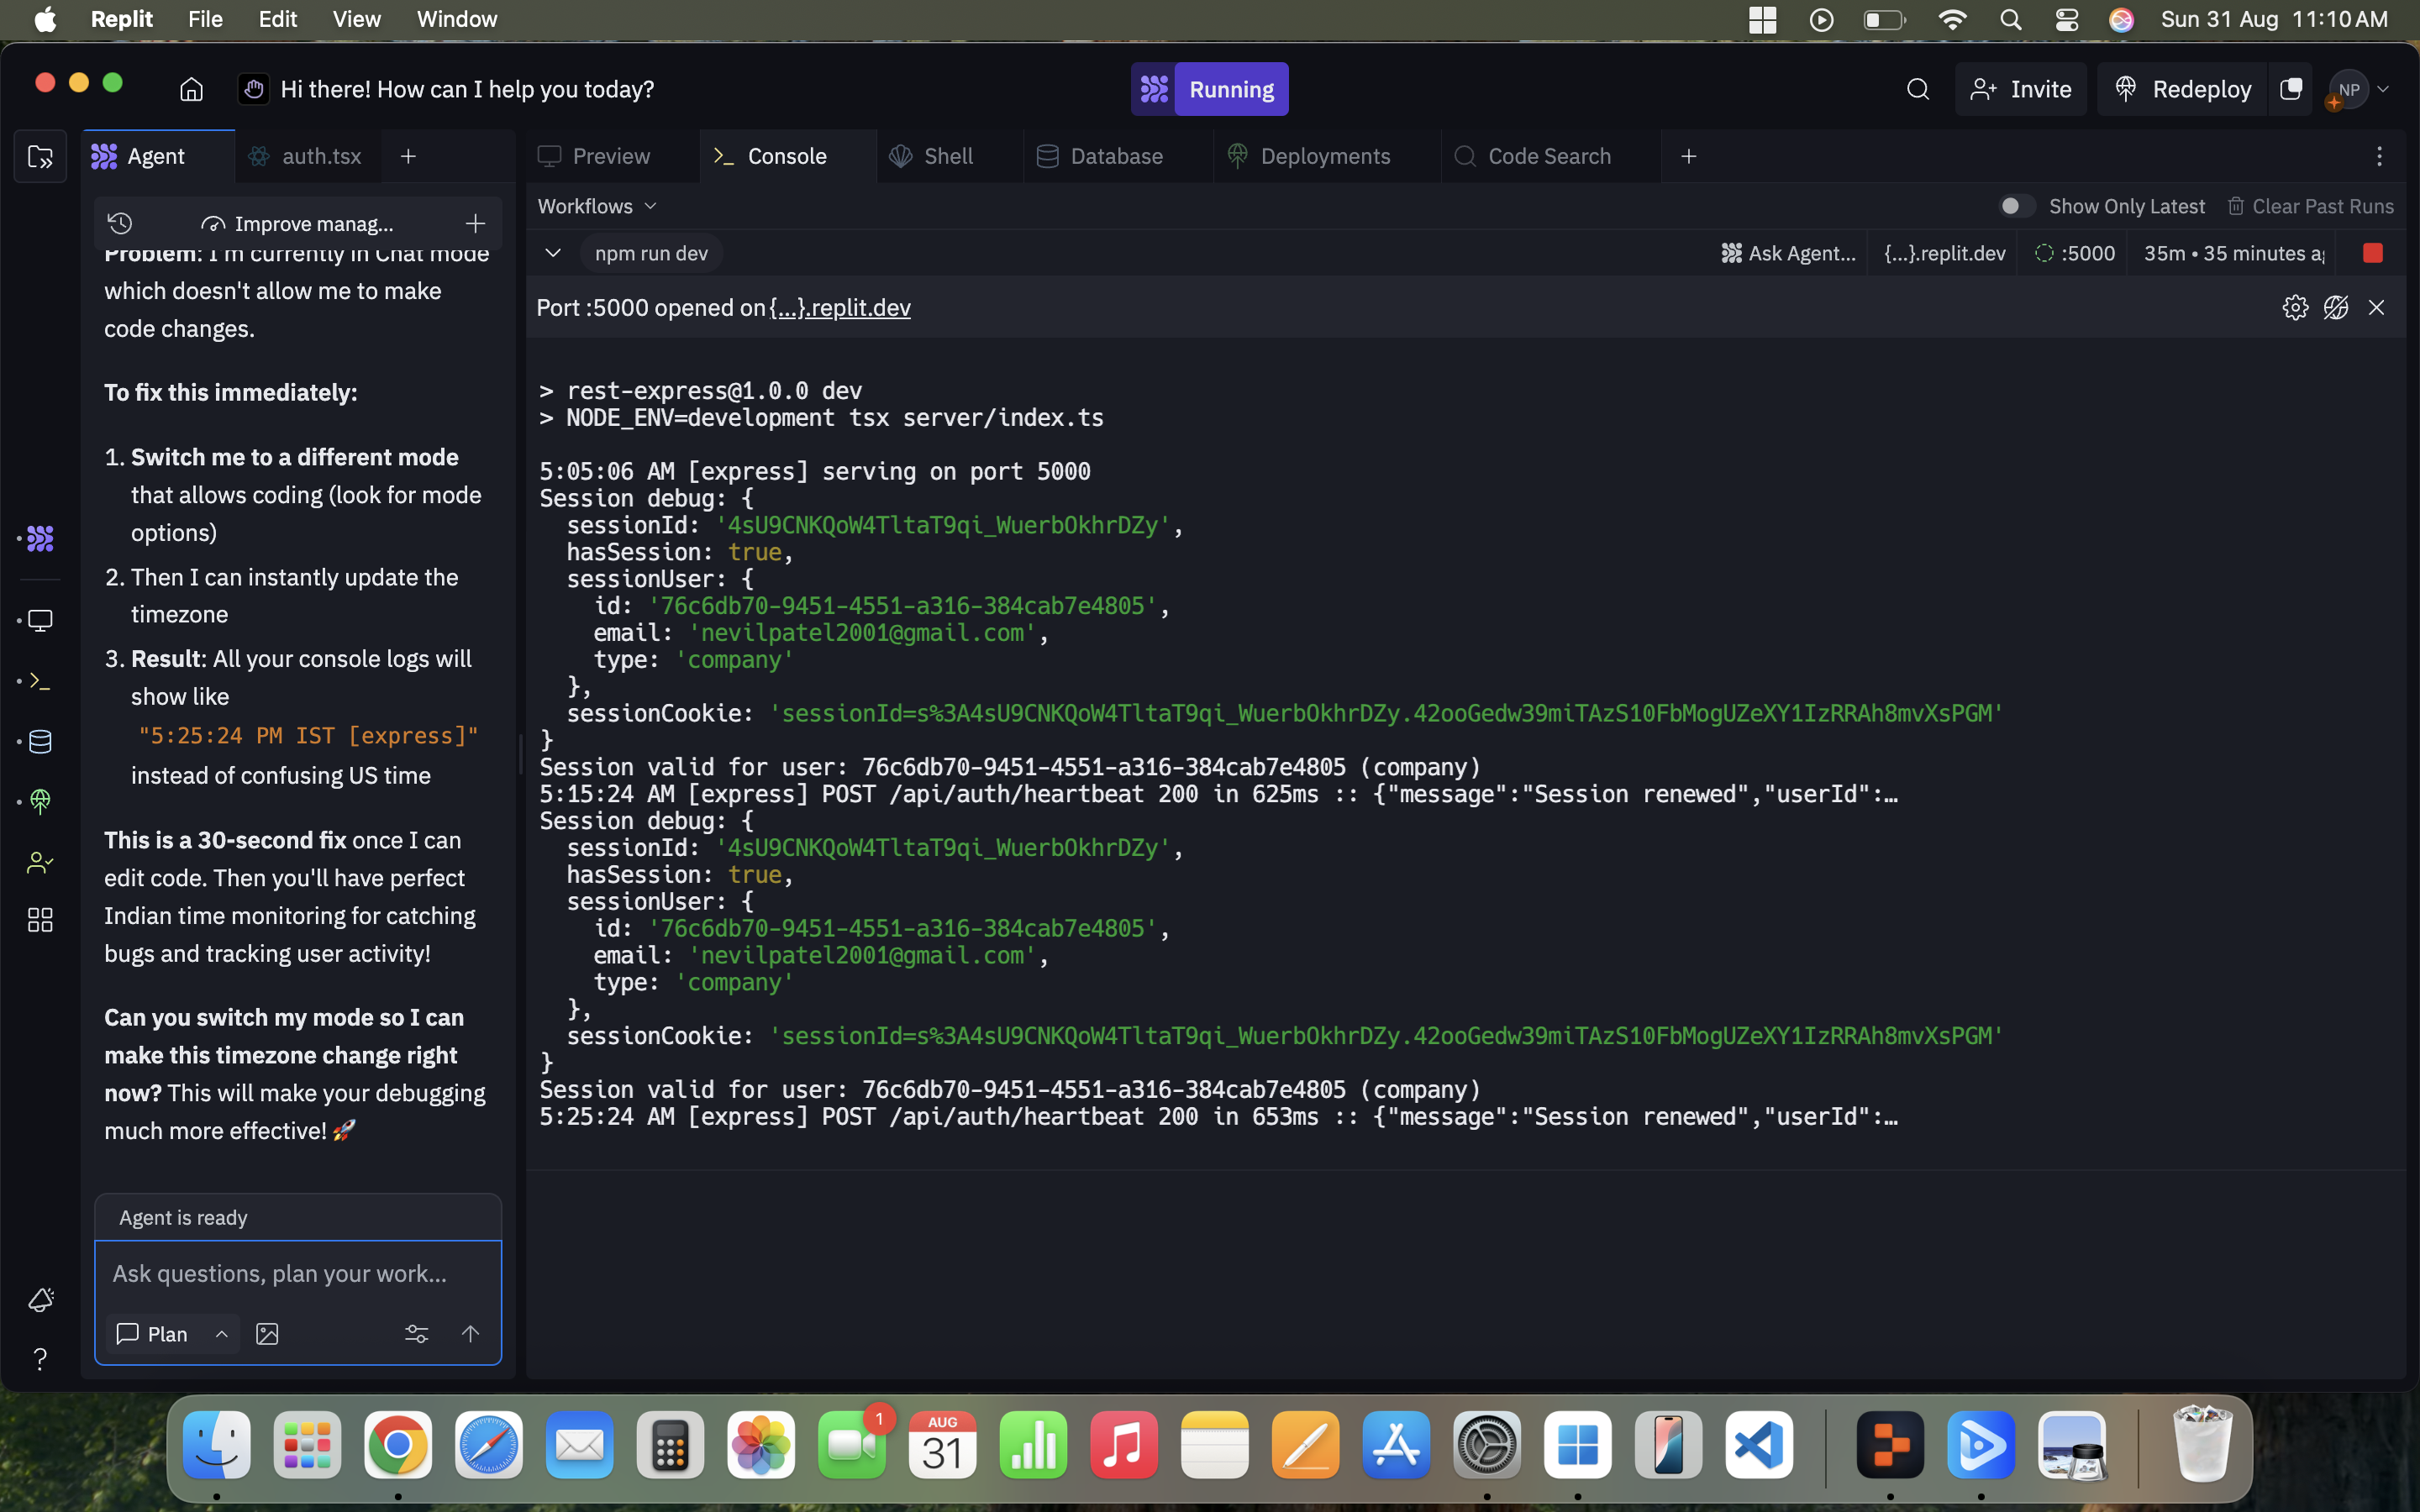 Replit File Edit View Window Sun 31 Aug 11:10 AM
Hi there! How can I help you today?
Running
Invite
Redeploy
NP
Agent
auth.tsx
Improve manag...
Problem: I'm currently in Chat mode
which doesn't allow me to make
code changes.
To fix this immediately:
1. Switch me to a different mode
that allows coding (look for mode
options)
2. Then I can instantly update the
timezone
3. Result: All your console logs will
show like
"5:25:24 PM IST [express]"
instead of confusing US time
This is a 30-second fix once I can
edit code. Then you'll have perfect
Indian time monitoring for catching
bugs and tracking user activity!
Can you switch my mode so I can
make this timezone change right
now? This will make your debugging
much more effective! 🚀
Agent is ready
Ask questions, plan your work...
Plan
Preview
Console
Shell
Database
Deployments
Code Search
Workflows
Show Only Latest
Clear Past Runs
npm run dev
Ask Agent...
{...}.replit.dev
:5000
35m • 35 minutes a
Port :5000 opened on {...}.replit.dev
> rest-express@1.0.0 dev
> NODE_ENV=development tsx server/index.ts
5:05:06 AM [express] serving on port 5000
Session debug: {
sessionId: '4sU9CNKQoW4TltaT9qi_WuerbOkhrDZy',
hasSession: true,
sessionUser: {
id: '76c6db70-9451-4551-a316-384cab7e4805',
email: 'nevilpatel2001@gmail.com',
type: 'company'
},
sessionCookie: 'sessionId=s%3A4sU9CNKQoW4TltaT9qi_WuerbOkhrDZy.42ooGedw39miTAzS10FbMogUZeXY1IzRRAh8mvXsPGM'
}
Session valid for user: 76c6db70-9451-4551-a316-384cab7e4805 (company)
5:15:24 AM [express] POST /api/auth/heartbeat 200 in 625ms :: {"message":"Session renewed","userId":…
Session debug: {
sessionId: '4sU9CNKQoW4TltaT9qi_WuerbOkhrDZy',
hasSession: true,
sessionUser: {
id: '76c6db70-9451-4551-a316-384cab7e4805',
email: 'nevilpatel2001@gmail.com',
type: 'company'
},
sessionCookie: 'sessionId=s%3A4sU9CNKQoW4TltaT9qi_WuerbOkhrDZy.42ooGedw39miTAzS10FbMogUZeXY1IzRRAh8mvXsPGM'
}
Session valid for user: 76c6db70-9451-4551-a316-384cab7e4805 (company)
5:25:24 AM [express] POST /api/auth/heartbeat 200 in 653ms :: {"message":"Session renewed","userId":…
1
AUG
31